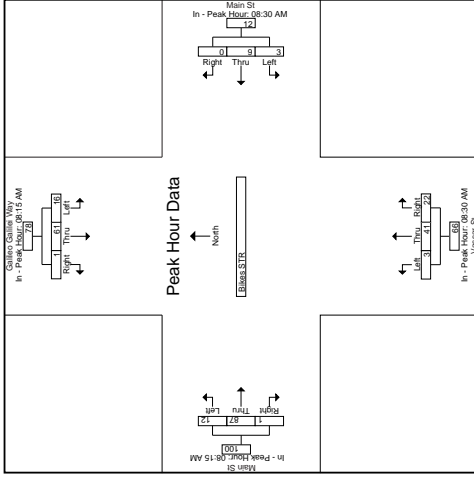 Main St
In - Peak Hour: 08:30 AM
12
0 9 3
Right Thru Left
Galileo Galilei Way
In - Peak Hour: 08:15 AM
78
1 61 16
Right Thru Left
Peak Hour Data
North
Bikes STR
Left Thru Right
3 41 22
66
In - Peak Hour: 08:30 AM
Vassar St
Main St
In - Peak Hour: 08:15 AM
100
1 87 12
Right Thru Left